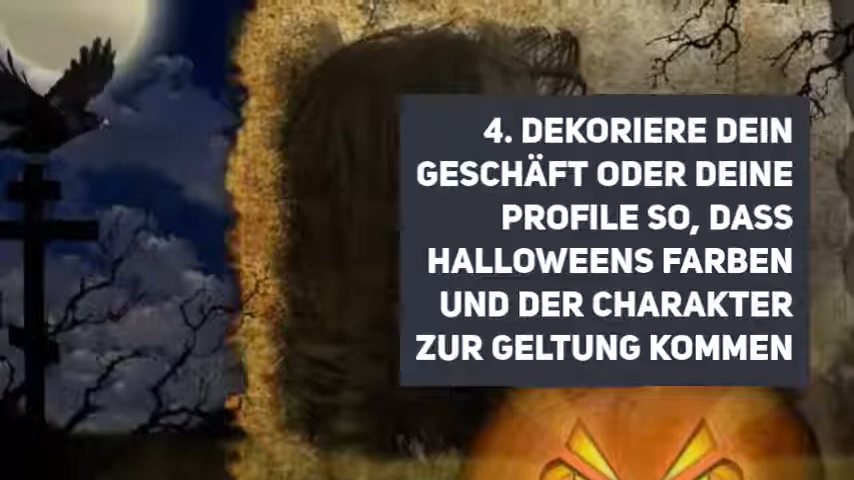 4. DEKORIERE DEIN
GESCHÄFT ODER DEINE
PROFILE SO, DASS
HALLOWEENS FARBEN
UND DER CHARAKTER
ZUR GELTUNG KOMMEN